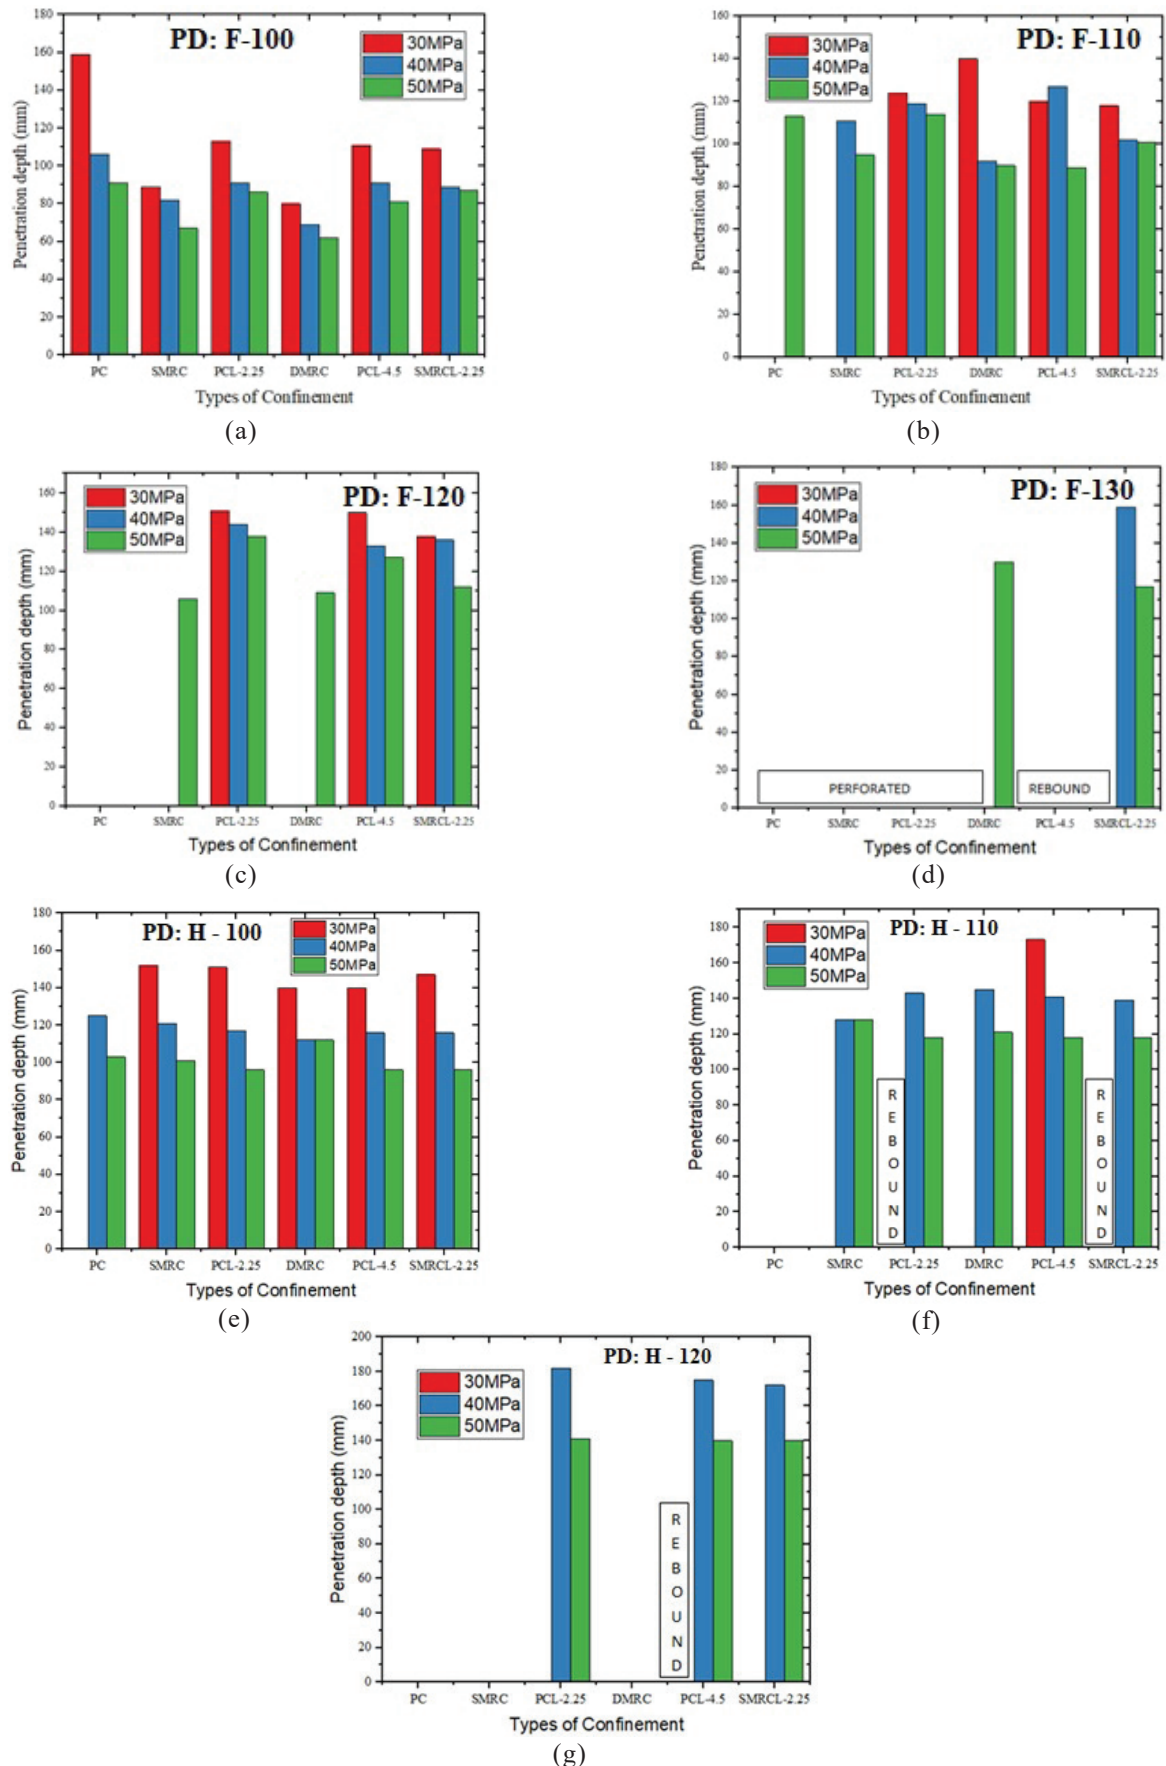 PD: F-100
30MPa
40MPa
50MPa
180
160
140
120
100
80
60
40
20
0
Penetration depth (mm)
PC SMRC PCL-2.25 DMRC PCL-4.5 SMRCL-2.25
Types of Confinement
(a)
PD: F-110
30MPa
40MPa
50MPa
160
140
120
100
80
60
40
20
0
Penetration depth (mm)
PC SMRC PCL-2.25 DMRC PCL-4.5 SMRCL-2.25
Types of Confinement
(b)
PD: F-120
30MPa
40MPa
50MPa
160
140
120
100
80
60
40
20
0
Penetration depth (mm)
PC SMRC PCL-2.25 DMRC PCL-4.5 SMRCL-2.25
Types of Confinement
(c)
PD: F-130
30MPa
40MPa
50MPa
180
160
140
120
100
80
60
40
20
0
Penetration depth (mm)
PERFORATED
REBOUND
PC SMRC PCL-2.25 DMRC PCL-4.5 SMRCL-2.25
Types of Confinement
(d)
PD: H - 100
30MPa
40MPa
50MPa
180
160
140
120
100
80
60
40
20
0
Penetration depth (mm)
PC SMRC PCL-2.25 DMRC PCL-4.5 SMRCL-2.25
Types of Confinement
(e)
PD: H - 110
30MPa
40MPa
50MPa
180
160
140
120
100
80
60
40
20
0
Penetration depth (mm)
REBOUND
REBOUND
PC SMRC PCL-2.25 DMRC PCL-4.5 SMRCL-2.25
Types of Confinement
(f)
PD: H - 120
30MPa
40MPa
50MPa
200
180
160
140
120
100
80
60
40
20
0
Penetration depth (mm)
REBOUND
PC SMRC PCL-2.25 DMRC PCL-4.5 SMRCL-2.25
Types of Confinement
(g)